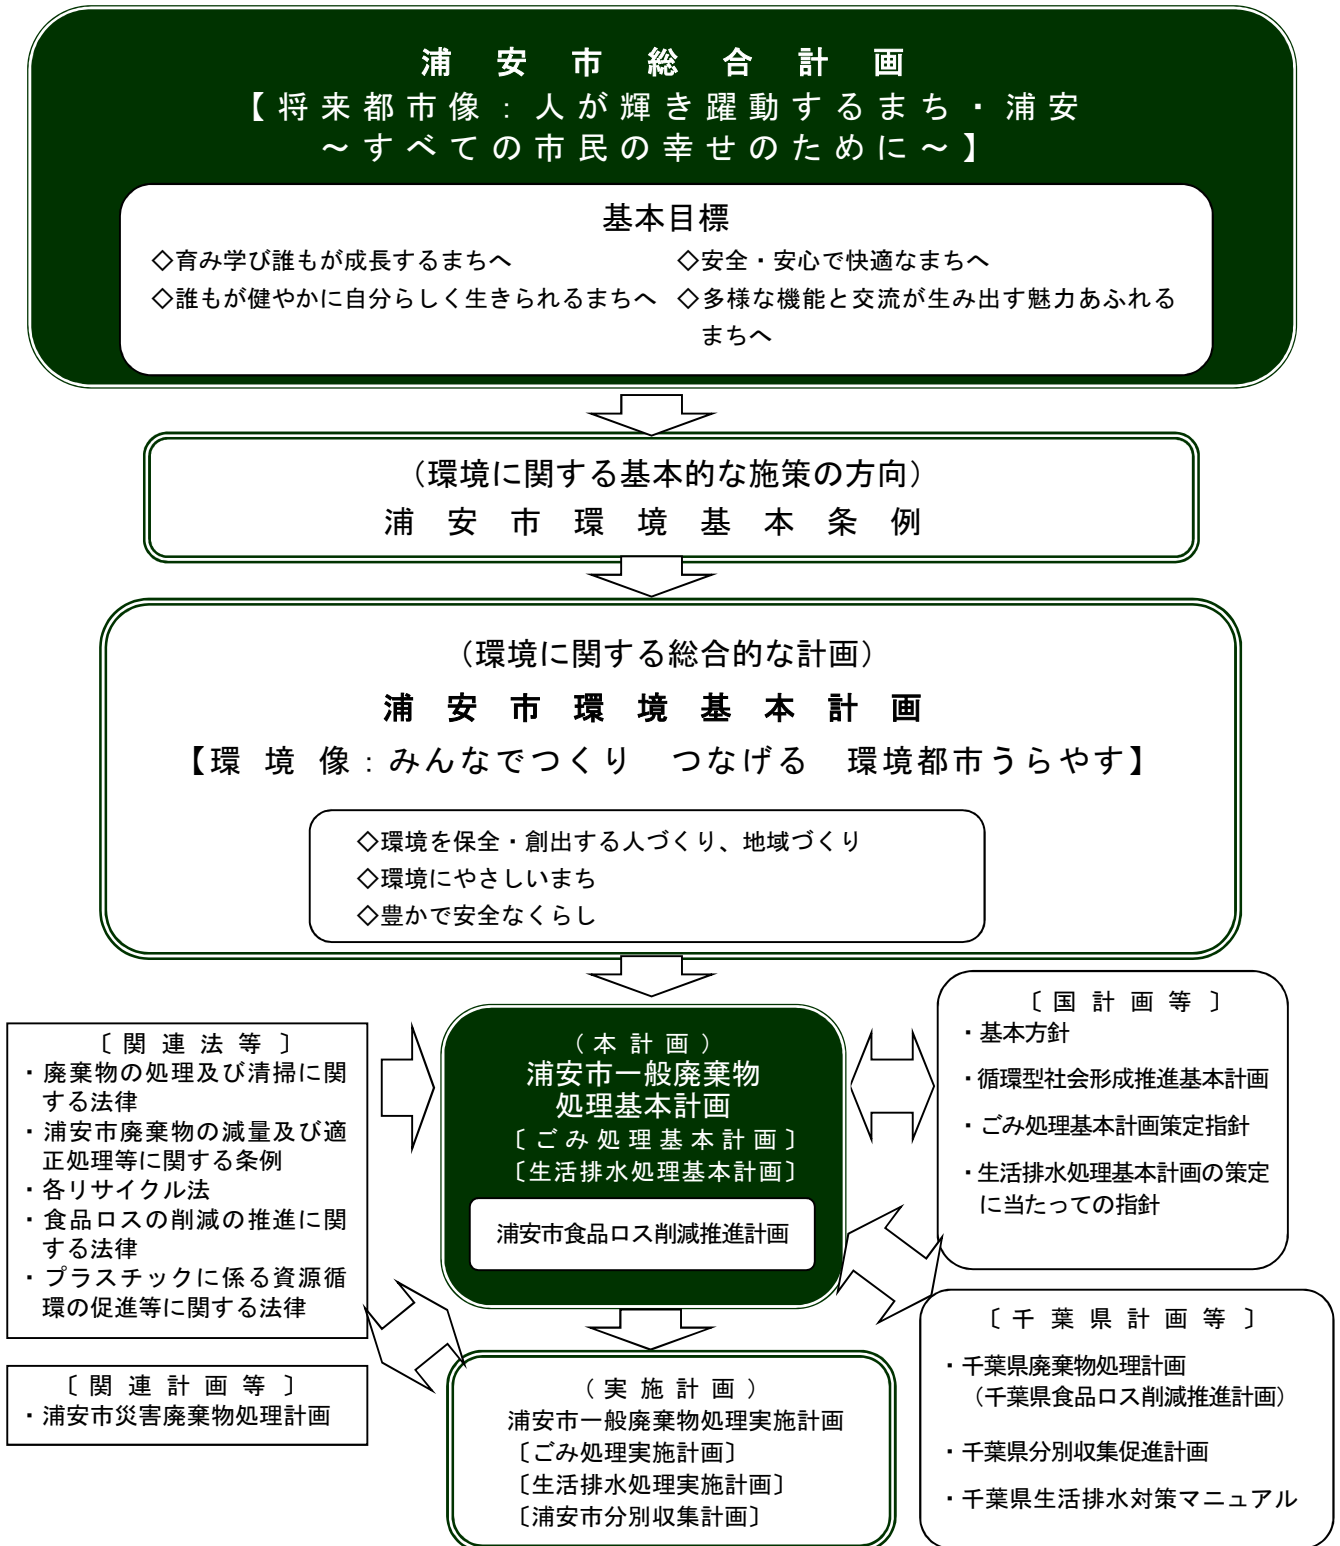 浦安市総合計画
【将来都市像：人が輝き躍動するまち・浦安
～すべての市民の幸せのために～】
基本目標
◇育み学び誰もが成長するまちへ
◇安全・安心で快適なまちへ
◇誰もが健やかに自分らしく生きられるまちへ
◇多様な機能と交流が生み出す魅力あふれる
まちへ
（環境に関する基本的な施策の方向）
浦安市環境基本条例
（環境に関する総合的な計画）
浦安市環境基本計画
【環境像：みんなでつくり　つなげる　環境都市うらやす】
◇環境を保全・創出する人づくり、地域づくり
◇環境にやさしいまち
◇豊かで安全なくらし
〔関連法等〕
・廃棄物の処理及び清掃に関
する法律
・浦安市廃棄物の減量及び適
正処理等に関する条例
・各リサイクル法
・食品ロスの削減の推進に関
する法律
・プラスチックに係る資源循
環の促進等に関する法律
〔関連計画等〕
・浦安市災害廃棄物処理計画
（本計画）
浦安市一般廃棄物
処理基本計画
〔ごみ処理基本計画〕
〔生活排水処理基本計画〕
浦安市食品ロス削減推進計画
（実施計画）
浦安市一般廃棄物処理実施計画
〔ごみ処理実施計画〕
〔生活排水処理実施計画〕
〔浦安市分別収集計画〕
〔国計画等〕
・基本方針
・循環型社会形成推進基本計画
・ごみ処理基本計画策定指針
・生活排水処理基本計画の策定
に当たっての指針
〔千葉県計画等〕
・千葉県廃棄物処理計画
（千葉県食品ロス削減推進計画）
・千葉県分別収集促進計画
・千葉県生活排水対策マニュアル